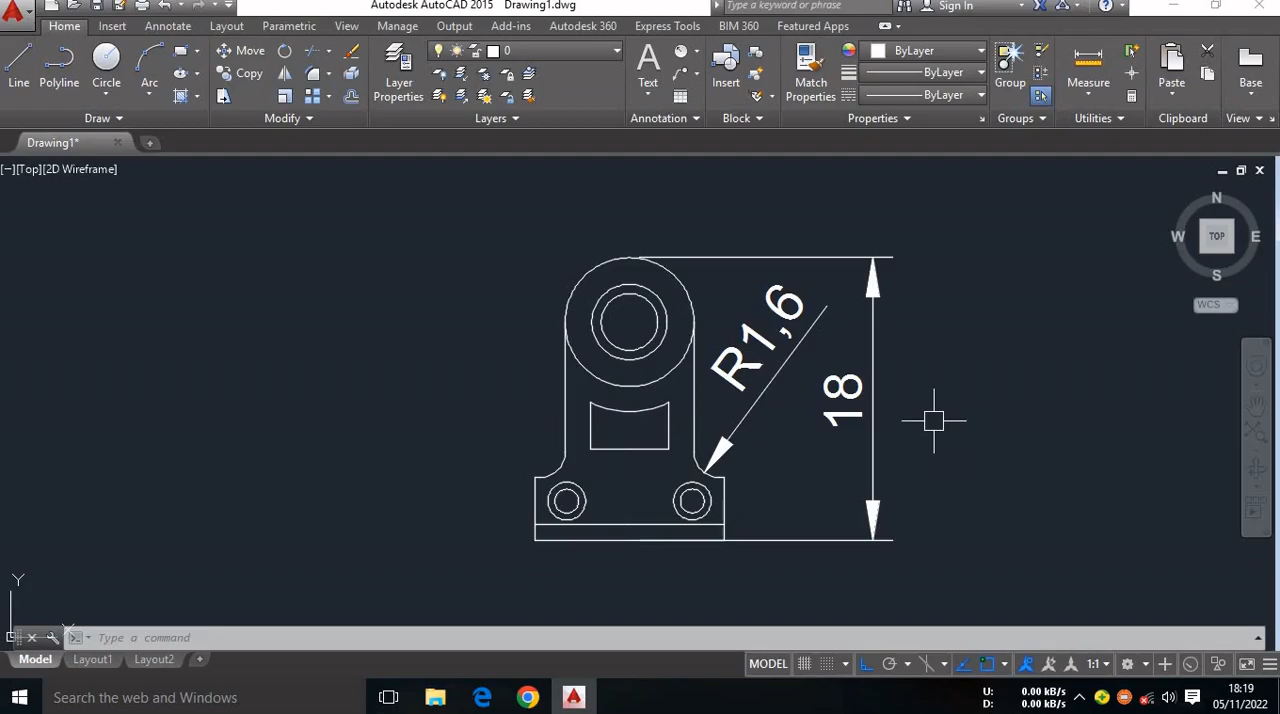 Autodesk AutoCAD 2015 Drawing1.dwg
Type a keyword or phrase
Sign In
Home Insert Annotate Layout Parametric View Manage Output Add-ins Autodesk 360 Express Tools BIM 360 Featured Apps
Line Polyline Circle Arc
Move
Copy
Layer
Properties
0
Text
Insert
Match
Properties
ByLayer
ByLayer
ByLayer
Group
Measure
Paste
Base
Draw Modify Layers Annotation Block Properties Groups Utilities Clipboard View
Drawing1*
[−][Top][2D Wireframe]
N
W TOP E
S
WCS
R1,6
18
Y
Type a command
Model Layout1 Layout2
MODEL
1:1
Search the web and Windows
U: 0.00 kB/s
D: 0.00 kB/s
18:19
05/11/2022